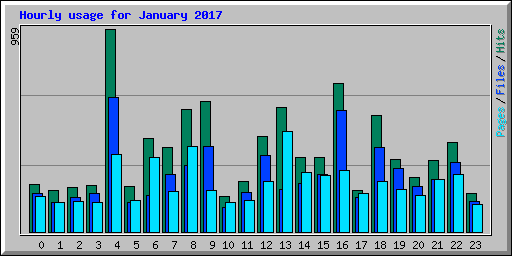 Hourly usage for January 2017
959
Pages / Files / Hits
0 1 2 3 4 5 6 7 8 9 10 11 12 13 14 15 16 17 18 19 20 21 22 23